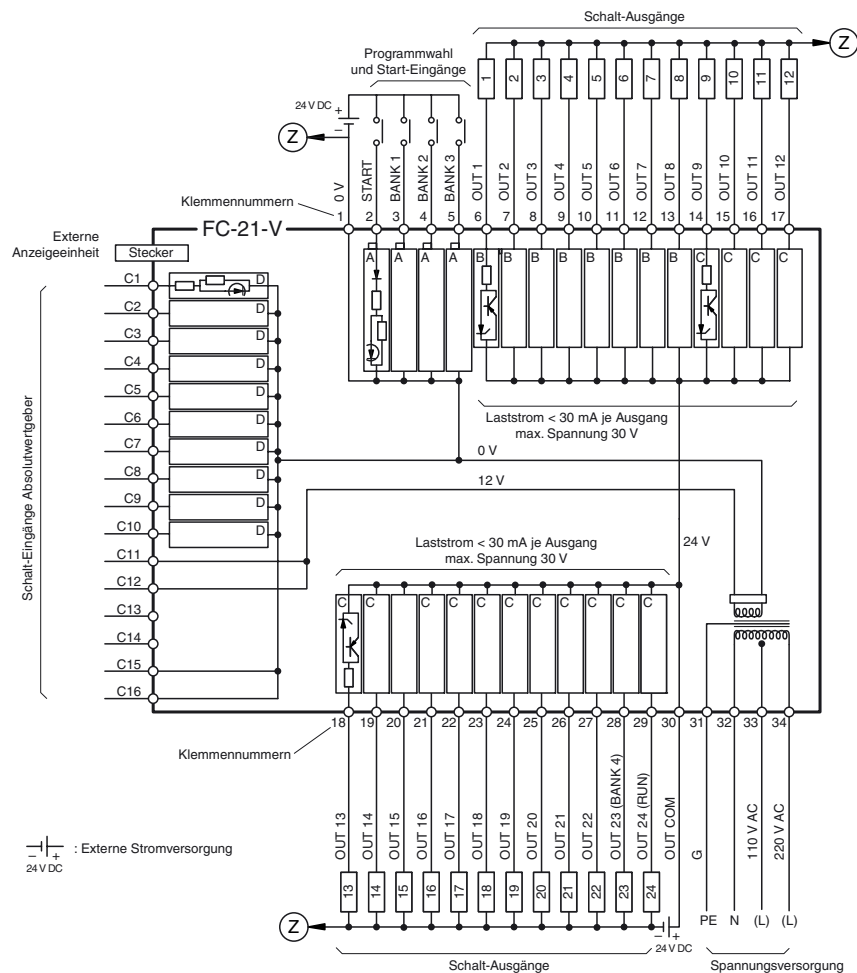 Schalt-Ausgänge
Programmwahl
und Start-Eingänge
Z
1 2 3 4 5 6 7 8 9 10 11 12
24 V DC
+
−
Z
0 V
START
BANK 1
BANK 2
BANK 3
OUT 1
OUT 2
OUT 3
OUT 4
OUT 5
OUT 6
OUT 7
OUT 8
OUT 9
OUT 10
OUT 11
OUT 12
Klemmennummern
1 2 3 4 5 6 7 8 9 10 11 12 13 14 15 16 17
FC-21-V
Externe
Anzeigeeinheit
Stecker
A A A A B B B B B B B B C C C C
Schalt-Eingänge Absolutwertgeber
C1 D
C2 D
C3 D
C4 D
C5 D
C6 D
C7 D
C8 D
C9 D
C10 D
C11
C12
C13
C14
C15
C16
Laststrom < 30 mA je Ausgang
max. Spannung 30 V
0 V
12 V
Laststrom < 30 mA je Ausgang
max. Spannung 30 V
24 V
C C C C C C C C C C C
Klemmennummern
18 19 20 21 22 23 24 25 26 27 28 29 30 31 32 33 34
OUT 13
OUT 14
OUT 15
OUT 16
OUT 17
OUT 18
OUT 19
OUT 20
OUT 21
OUT 22
OUT 23 (BANK 4)
OUT 24 (RUN)
OUT COM
G
110 V AC
220 V AC
− +
24 V DC
: Externe Stromversorgung
13 14 15 16 17 18 19 20 21 22 23 24
PE N (L) (L)
Z
− +
24 V DC
Schalt-Ausgänge
Spannungsversorgung